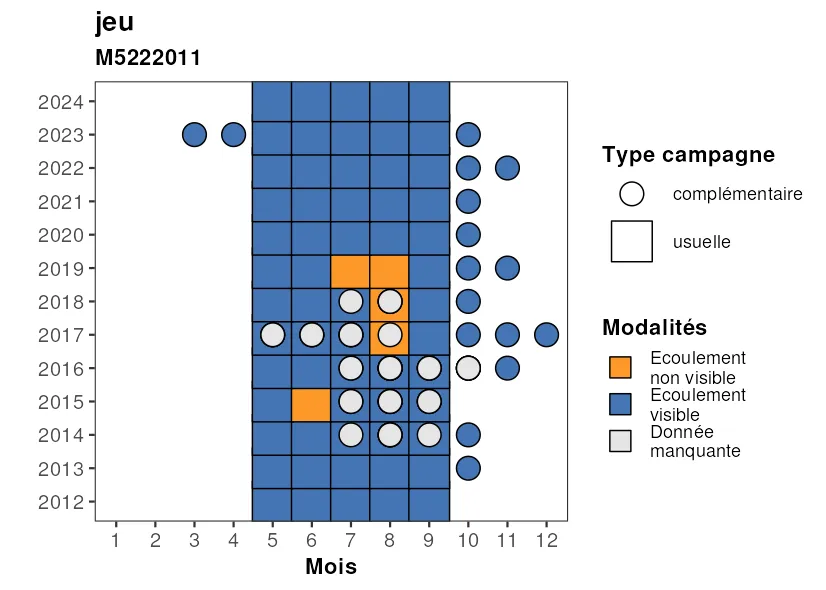 jeu
M5222011
2024
2023
2022
2021
2020
2019
2018
2017
2016
2015
2014
2013
2012
1 2 3 4 5 6 7 8 9 10 11 12
Mois
Type campagne
complémentaire
usuelle
Modalités
Ecoulement
non visible
Ecoulement
visible
Donnée
manquante